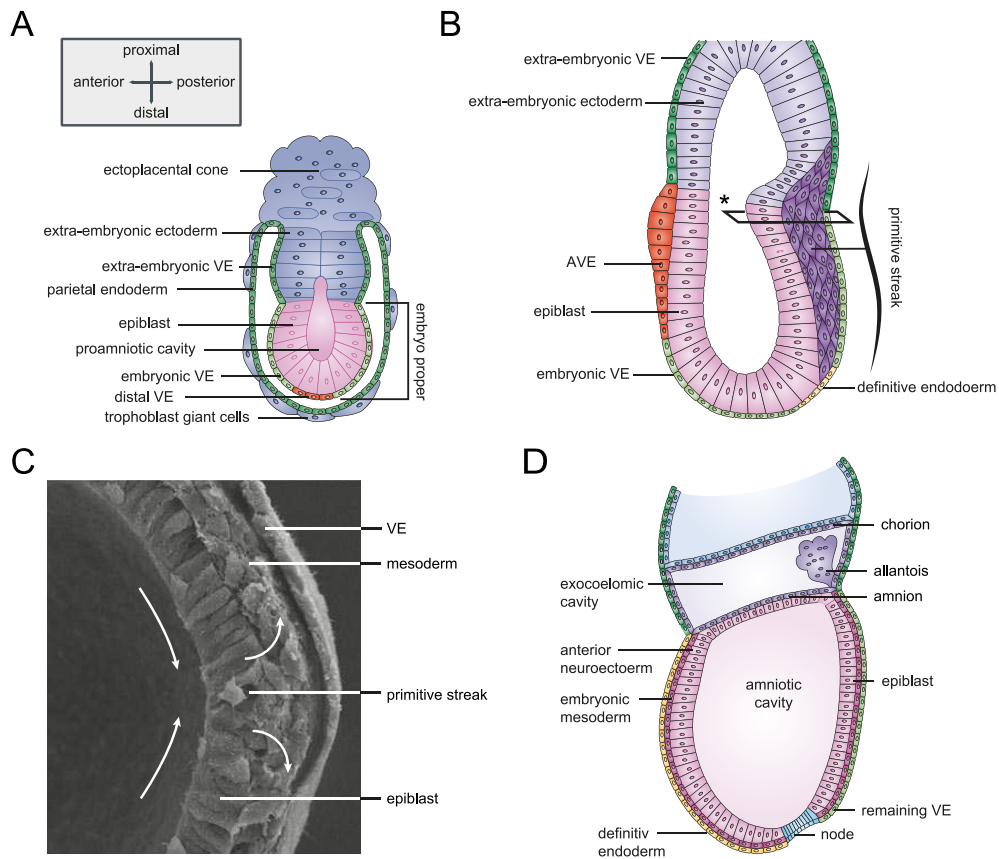 A
proximal
anterior
posterior
distal
ectoplacental cone
extra-embryonic ectoderm
extra-embryonic VE
parietal endoderm
epiblast
proamniotic cavity
embryonic VE
distal VE
trophoblast giant cells
embryo proper
B
extra-embryonic VE
extra-embryonic ectoderm
*
AVE
epiblast
embryonic VE
primitive streak
definitive endodoerm
C
VE
mesoderm
primitive streak
epiblast
D
chorion
allantois
exocoelomic
cavity
amnion
anterior
neuroectoerm
embryonic
mesoderm
amniotic
cavity
epiblast
remaining VE
node
definitiv
endoderm